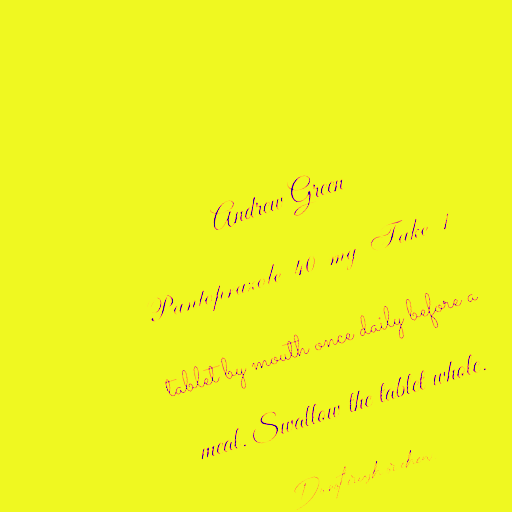 Andrew Green
Pantoprazole 40 mg Take 1
tablet by mouth once daily before a
meal. Swallow the tablet whole.
Do not crush or chew